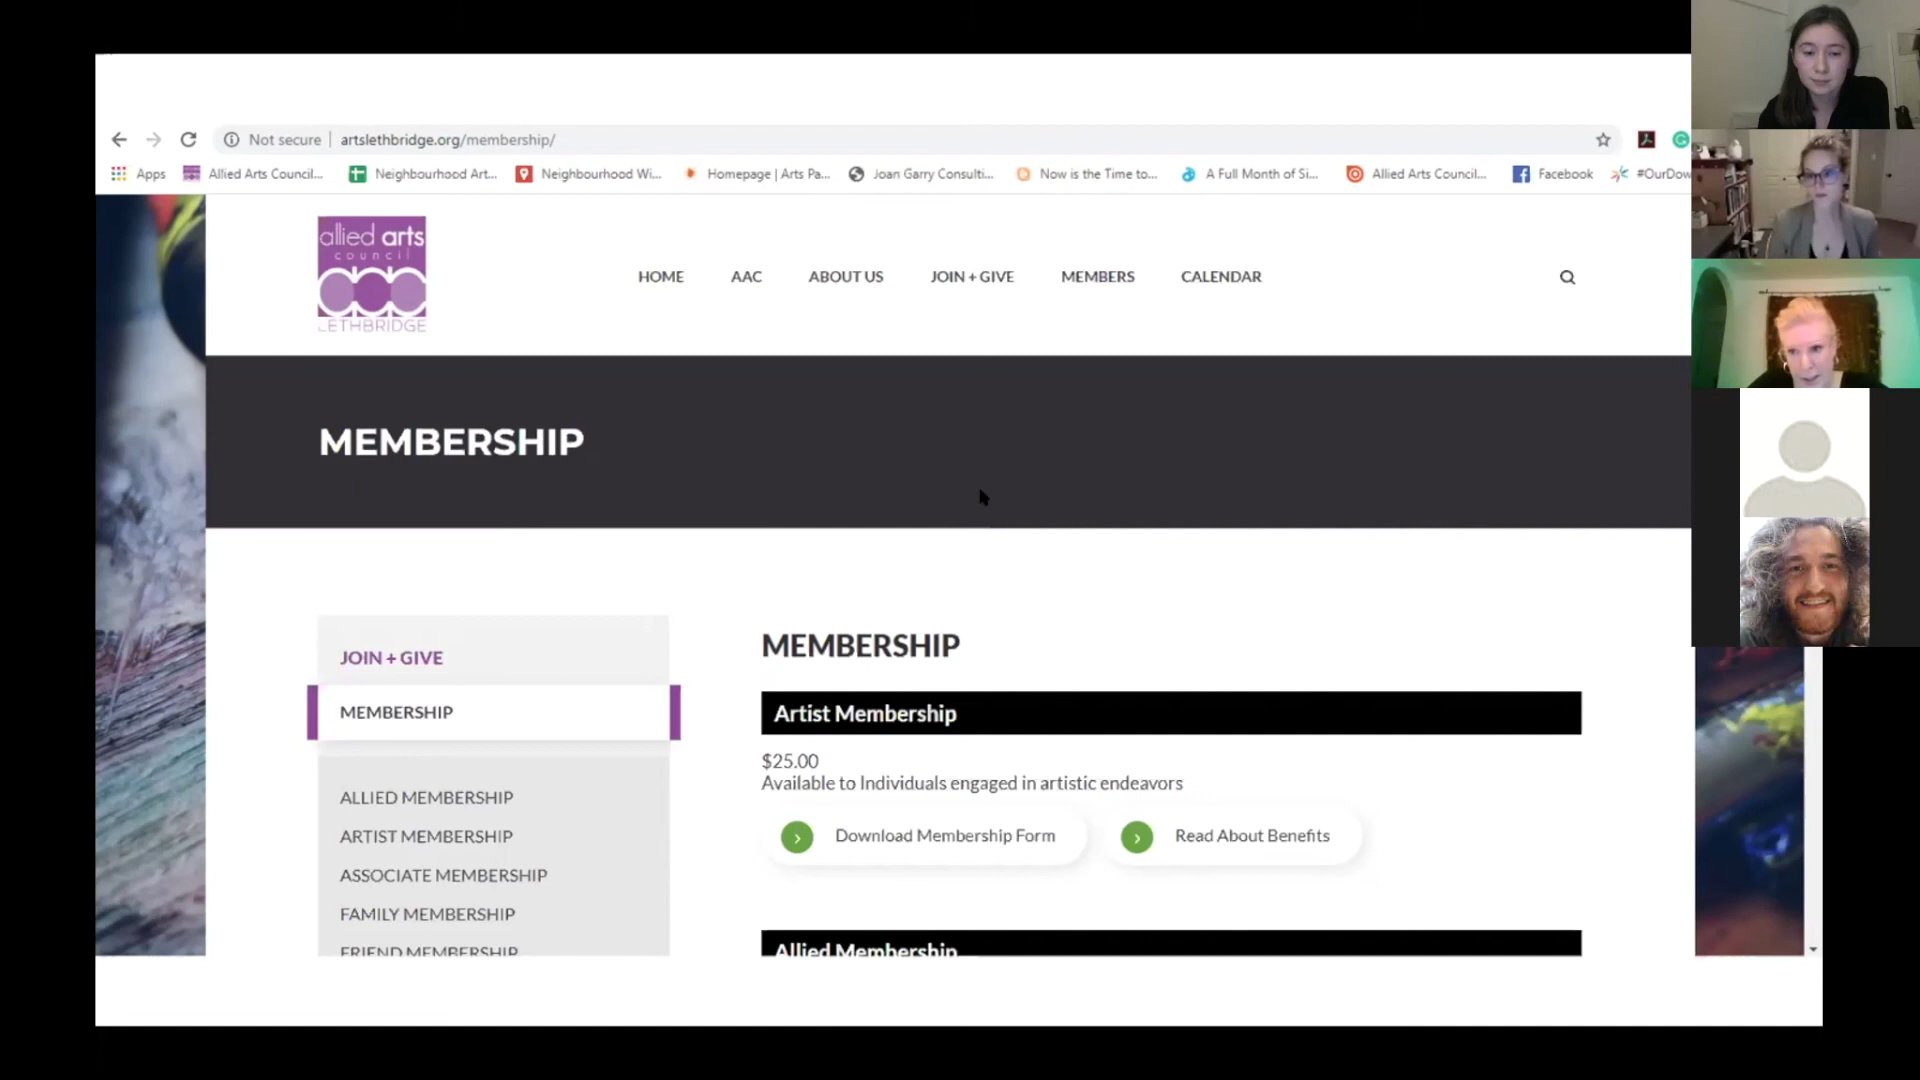 Not secure | artslethbridge.org/membership/
Apps Allied Arts Council... Neighbourhood Art... Neighbourhood Wi... Homepage | Arts Pa... Joan Garry Consulti... Now is the Time to... A Full Month of Si... Allied Arts Council... Facebook #OurDow
allied arts
council
LETHBRIDGE
HOME AAC ABOUT US JOIN + GIVE MEMBERS CALENDAR
MEMBERSHIP
JOIN + GIVE
MEMBERSHIP
ALLIED MEMBERSHIP
ARTIST MEMBERSHIP
ASSOCIATE MEMBERSHIP
FAMILY MEMBERSHIP
FRIEND MEMBERSHIP
MEMBERSHIP
Artist Membership
$25.00
Available to Individuals engaged in artistic endeavors
Download Membership Form Read About Benefits
Allied Membership